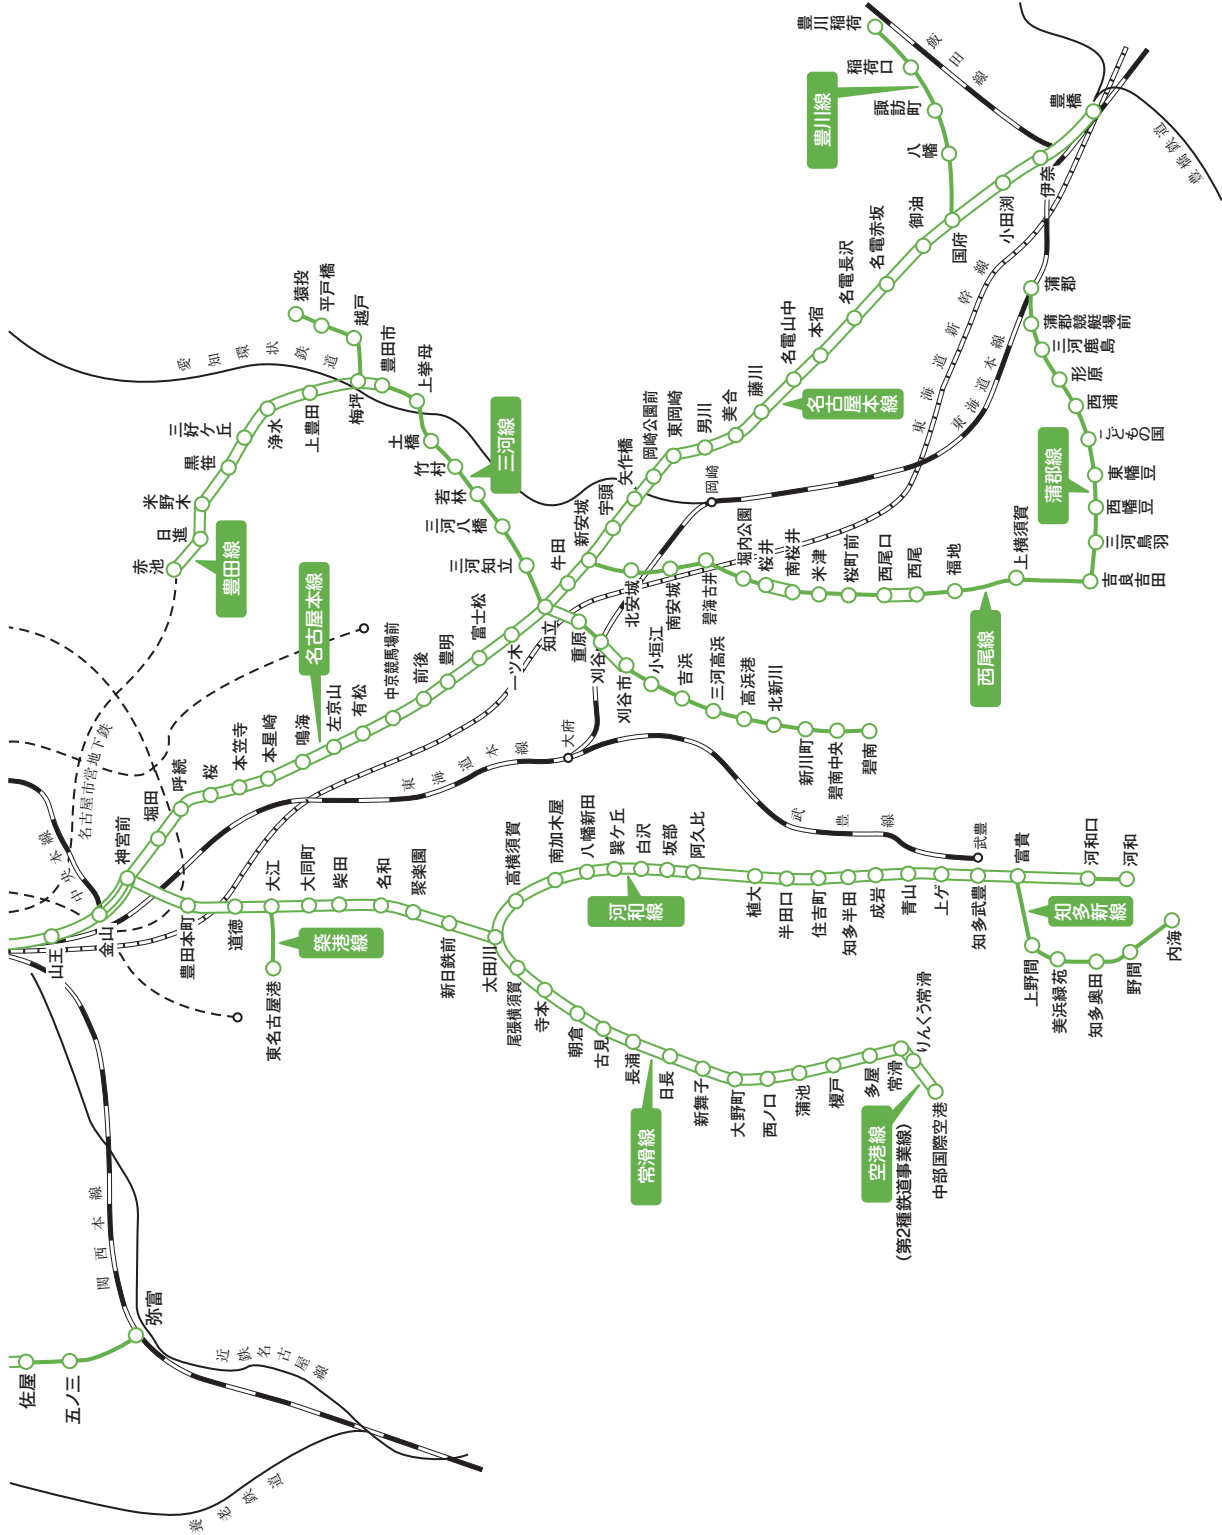 豊川稲荷
稲荷口
諏訪町
八幡
豊川線
飯田線
豊橋
豊橋鉄道
伊奈
小田渕
国府
御油
名電赤坂
名電長沢
本宿
名電山中
藤川
名古屋本線
美合
男川
東岡崎
岡崎公園前
矢作橋
宇頭
新安城
牛田
知立
一ツ木
富士松
豊明
前後
中京競馬場前
有松
左京山
鳴海
本星崎
本笠寺
桜
呼続
堀田
神宮前
金山
山王
名古屋本線
東海道新幹線
東海道本線
岡崎
蒲郡
蒲郡競艇場前
三河鹿島
形原
西浦
こどもの国
東幡豆
西幡豆
三河鳥羽
吉良吉田
蒲郡線
上横須賀
福地
西尾
西尾口
桜町前
米津
南桜井
桜井
堀内公園
碧海古井
南安城
北安城
西尾線
猿投
平戸橋
越戸
梅坪
豊田市
上挙母
土橋
竹村
若林
三河八橋
三河知立
三河線
愛知環状鉄道
上豊田
浄水
三好ケ丘
黒笹
米野木
日進
赤池
豊田線
重原
刈谷
刈谷市
小垣江
吉浜
三河高浜
高浜港
北新川
新川町
碧南中央
碧南
名古屋市営地下鉄
中央本線
東海道本線
大府
武豊線
武豊
豊田本町
道徳
大江
大同町
柴田
名和
聚楽園
新日鉄前
太田川
築港線
東名古屋港
高横須賀
南加木屋
八幡新田
巽ケ丘
白沢
坂部
阿久比
植大
半田口
住吉町
知多半田
成岩
青山
上ゲ
知多武豊
富貴
河和口
河和
河和線
知多新線
上野間
美浜緑苑
知多奥田
野間
内海
尾張横須賀
寺本
朝倉
古見
長浦
日長
新舞子
大野町
西ノ口
蒲池
榎戸
多屋
常滑
常滑線
りんくう常滑
中部国際空港
空港線
(第2種鉄道事業線)
関西本線
弥富
五ノ三
佐屋
近鉄名古屋線
養老鉄道